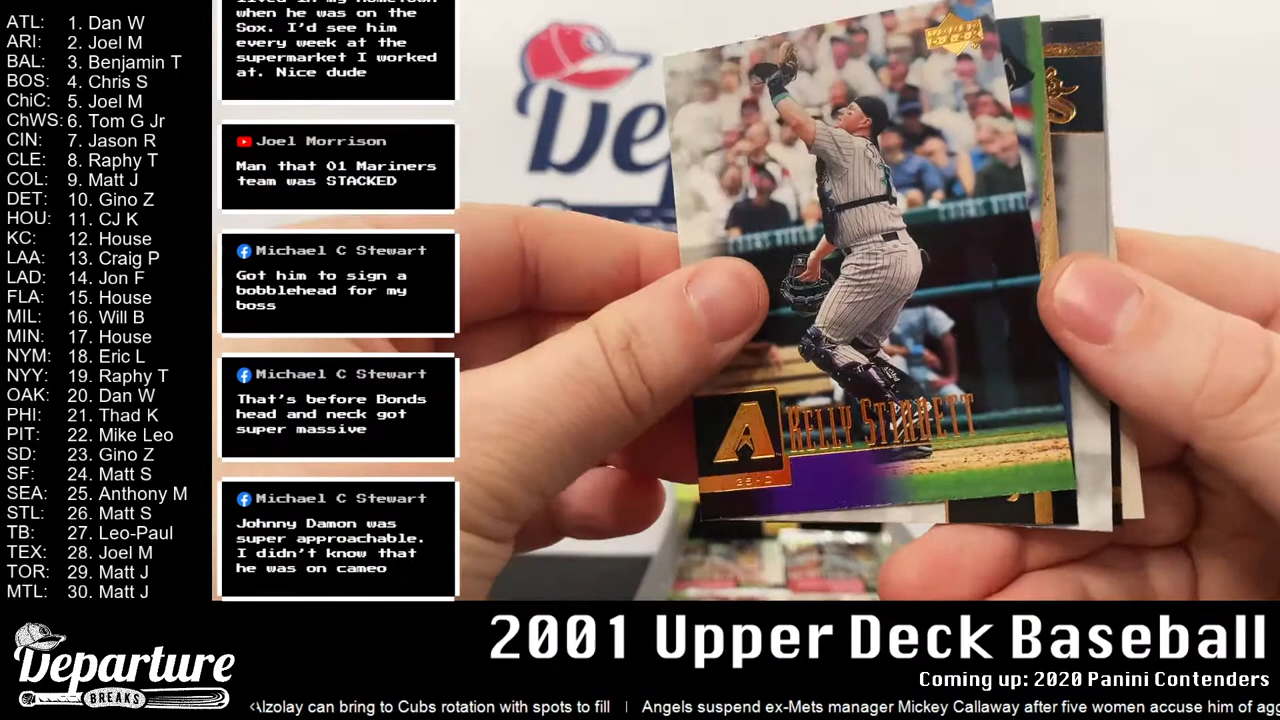 ATL: 1. Dan W
ARI: 2. Joel M
BAL: 3. Benjamin T
BOS: 4. Chris S
ChiC: 5. Joel M
ChWS: 6. Tom G Jr
CIN: 7. Jason R
CLE: 8. Raphy T
COL: 9. Matt J
DET: 10. Gino Z
HOU: 11. CJ K
KC: 12. House
LAA: 13. Craig P
LAD: 14. Jon F
FLA: 15. House
MIL: 16. Will B
MIN: 17. House
NYM: 18. Eric L
NYY: 19. Raphy T
OAK: 20. Dan W
PHI: 21. Thad K
PIT: 22. Mike Leo
SD: 23. Gino Z
SF: 24. Matt S
SEA: 25. Anthony M
STL: 26. Matt S
TB: 27. Leo-Paul
TEX: 28. Joel M
TOR: 29. Matt J
MTL: 30. Matt J
lived in my hometown
when he was on the
Sox. I'd see him
every week at the
supermarket I worked
at. Nice dude
Joel Morrison
Man that 01 Mariners
team was STACKED
Michael C Stewart
Got him to sign a
bobblehead for my
boss
Michael C Stewart
That's before Bonds
head and neck got
super massive
Michael C Stewart
Johnny Damon was
super approachable.
I didn't know that
he was on cameo
De
A
KELLY STINNETT
35·C
Departure
BREAKS
2001 Upper Deck Baseball
Coming up: 2020 Panini Contenders
Alzolay can bring to Cubs rotation with spots to fill | Angels suspend ex-Mets manager Mickey Callaway after five women accuse him of agg